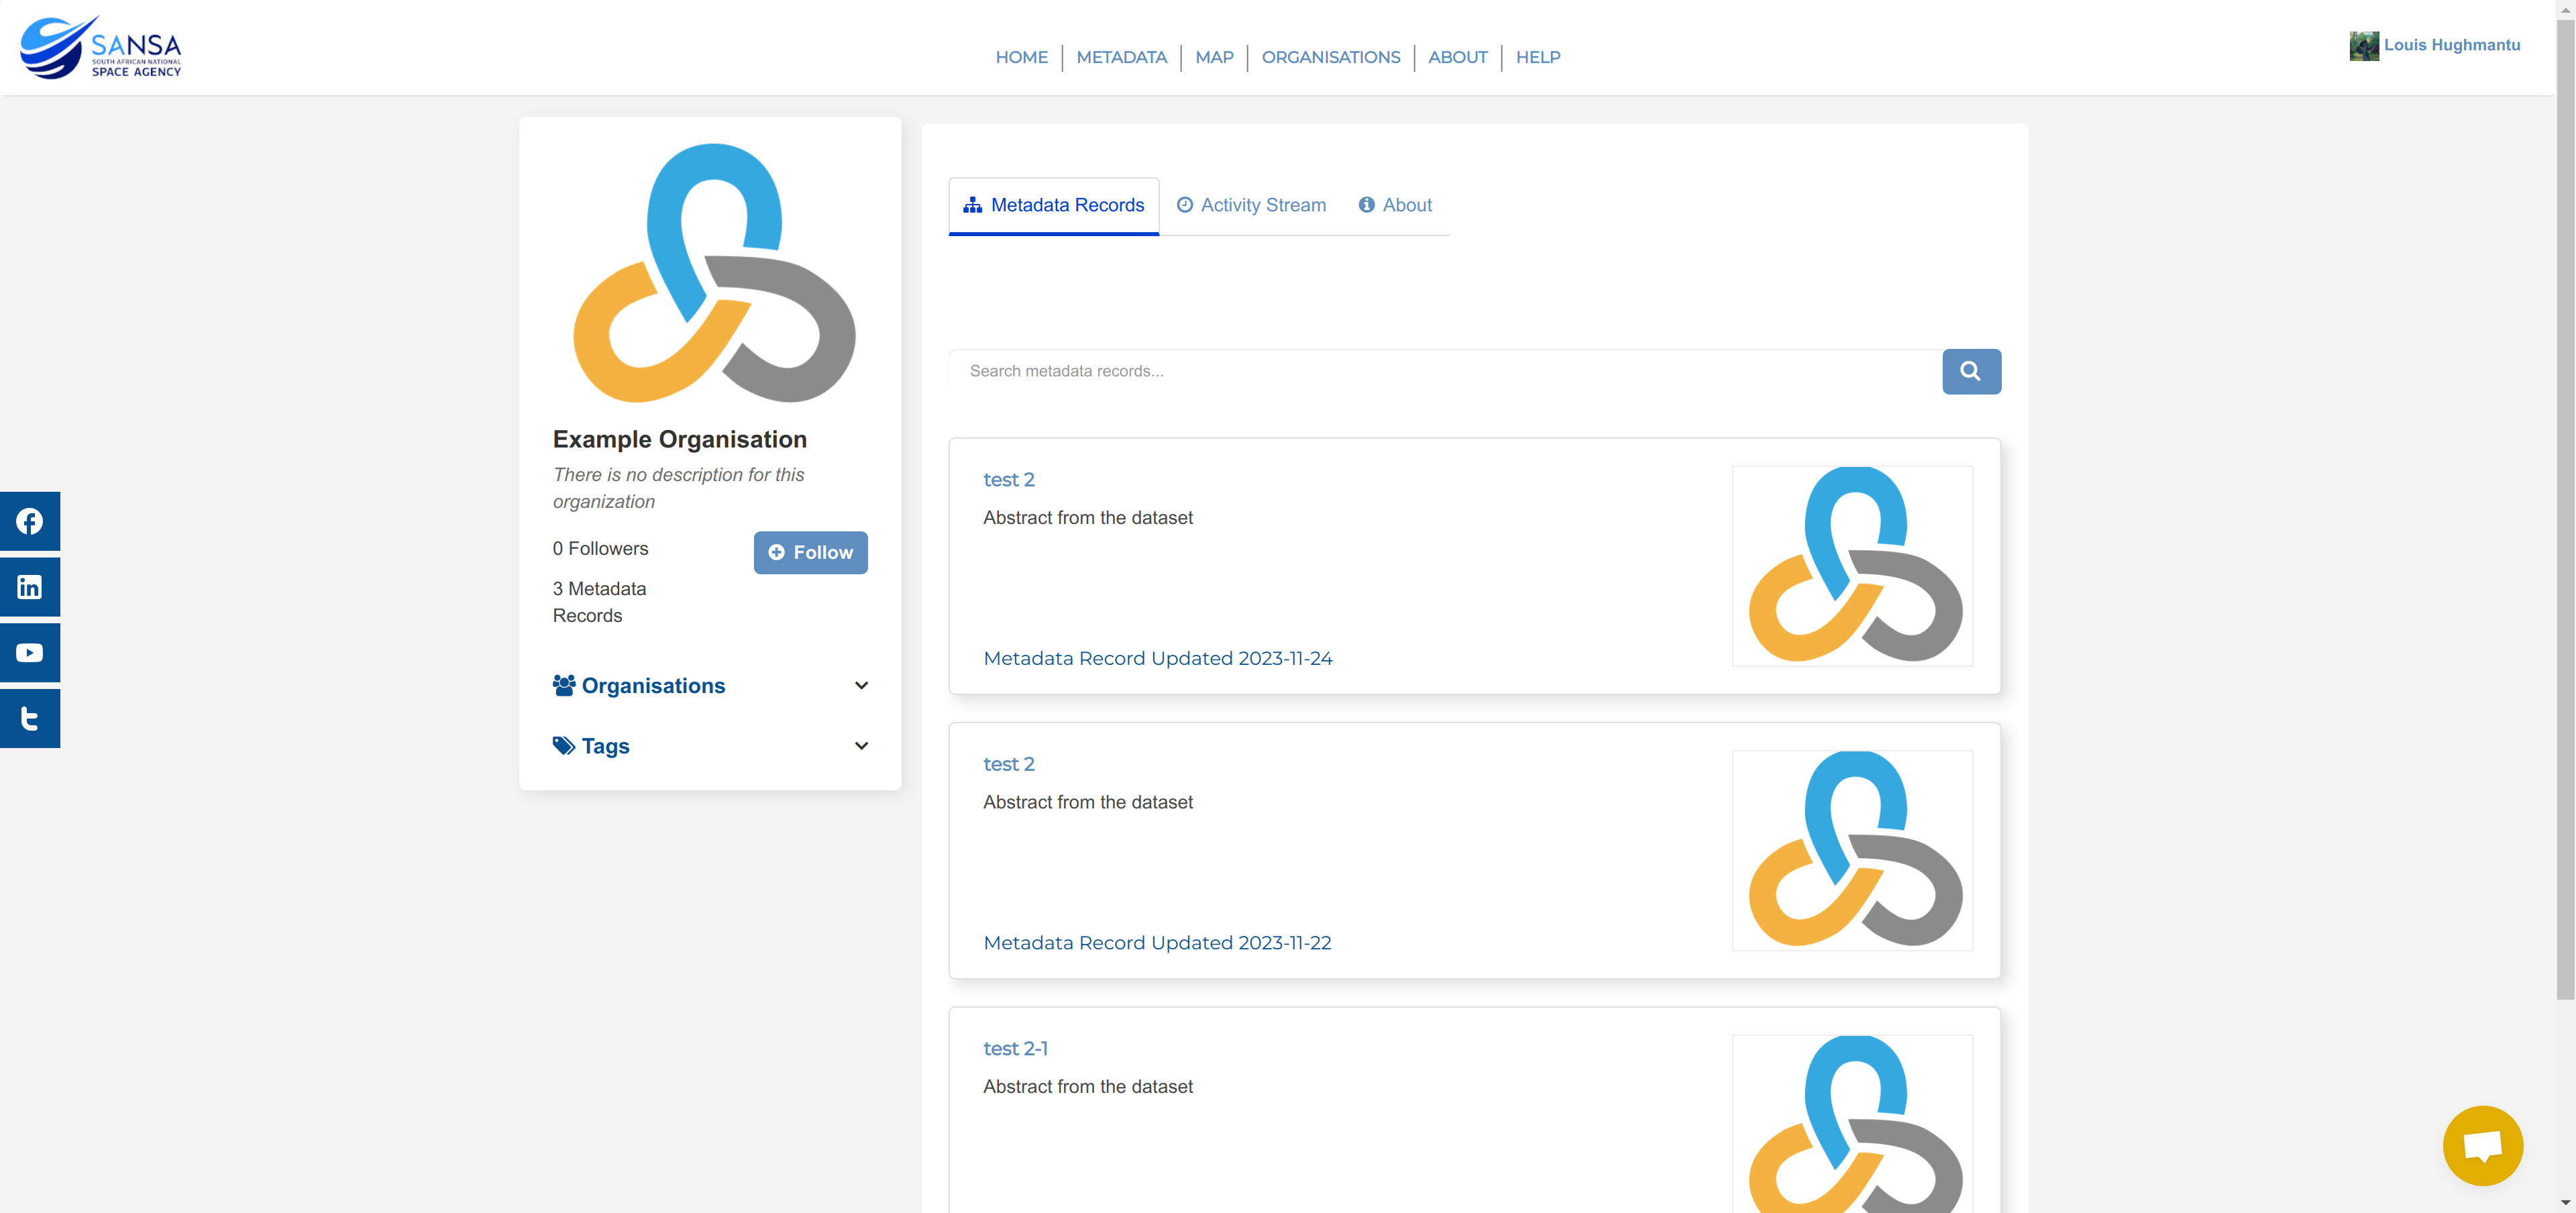 SANSA
SOUTH AFRICAN NATIONAL
SPACE AGENCY
HOME
METADATA
MAP
ORGANISATIONS
ABOUT
HELP
Louis Hughmantu
Example Organisation
There is no description for this
organization
0 Followers
Follow
3 Metadata
Records
Organisations
Tags
Metadata Records
Activity Stream
About
Search metadata records...
test 2
Abstract from the dataset
Metadata Record Updated 2023-11-24
test 2
Abstract from the dataset
Metadata Record Updated 2023-11-22
test 2-1
Abstract from the dataset